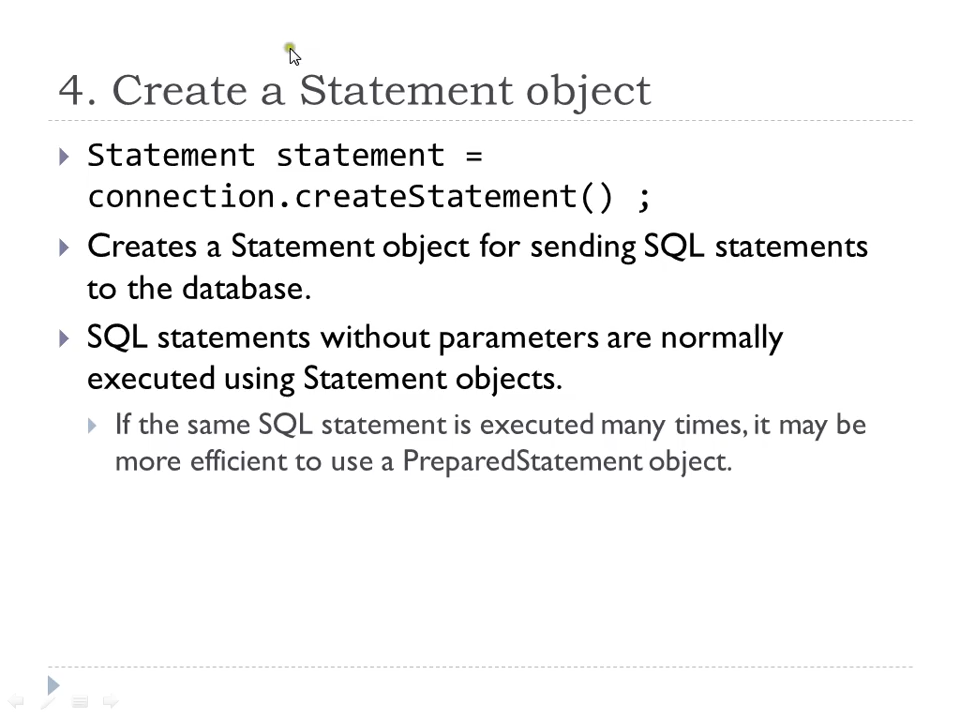 4. Create a Statement object
Statement statement =
connection.createStatement() ;
Creates a Statement object for sending SQL statements
to the database.
SQL statements without parameters are normally
executed using Statement objects.
If the same SQL statement is executed many times, it may be
more efficient to use a PreparedStatement object.